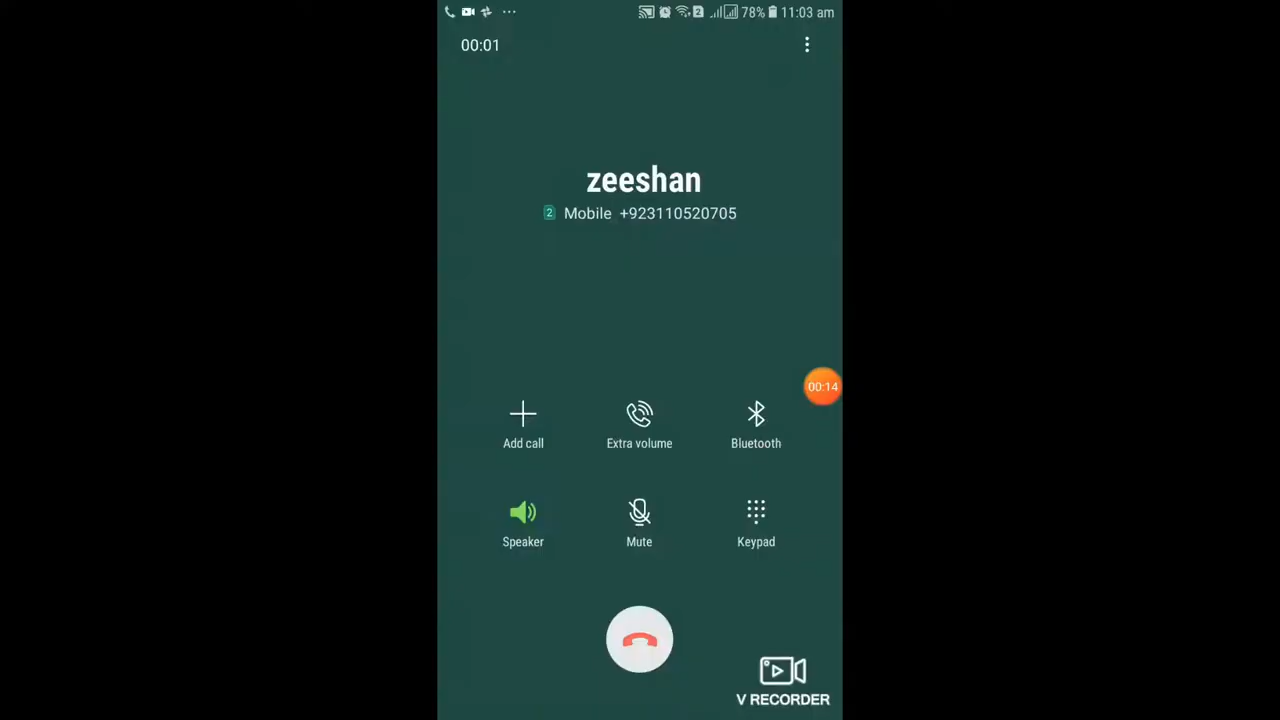 78% 11:03 am
00:01
zeeshan
2 Mobile +923110520705
00:14
Add call Extra volume Bluetooth
Speaker Mute Keypad
V RECORDER